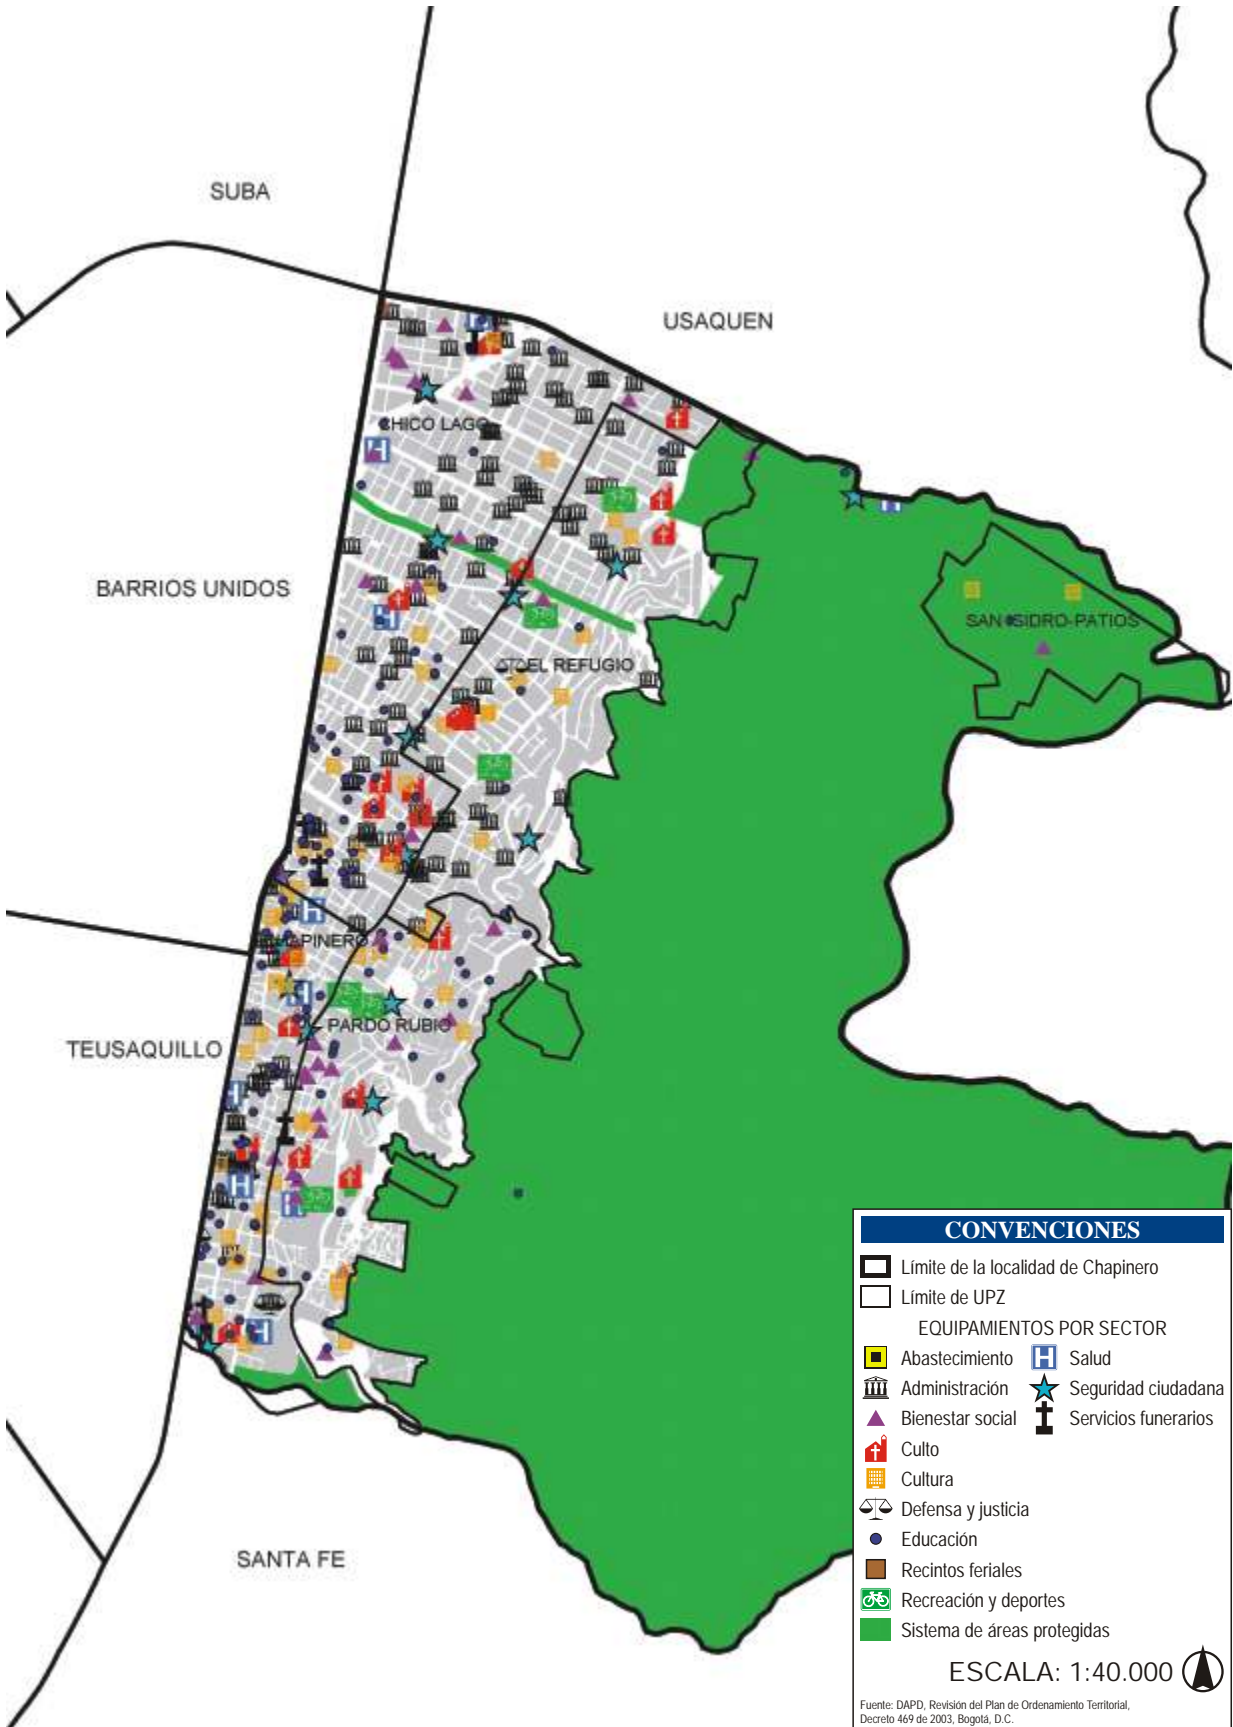 SUBA
USAQUEN
CHICO LAGO
BARRIOS UNIDOS
SAN ISIDRO-PATIOS
EL REFUGIO
CHAPINERO
PARDO RUBIO
TEUSAQUILLO
SANTA FE
CONVENCIONES
Límite de la localidad de Chapinero
Límite de UPZ
EQUIPAMIENTOS POR SECTOR
Abastecimiento
H Salud
Administración
Seguridad ciudadana
Bienestar social
Servicios funerarios
Culto
Cultura
Defensa y justicia
Educación
Recintos feriales
Recreación y deportes
Sistema de áreas protegidas
ESCALA: 1:40.000
Fuente: DAPD, Revisión del Plan de Ordenamiento Territorial,
Decreto 469 de 2003, Bogotá, D.C.